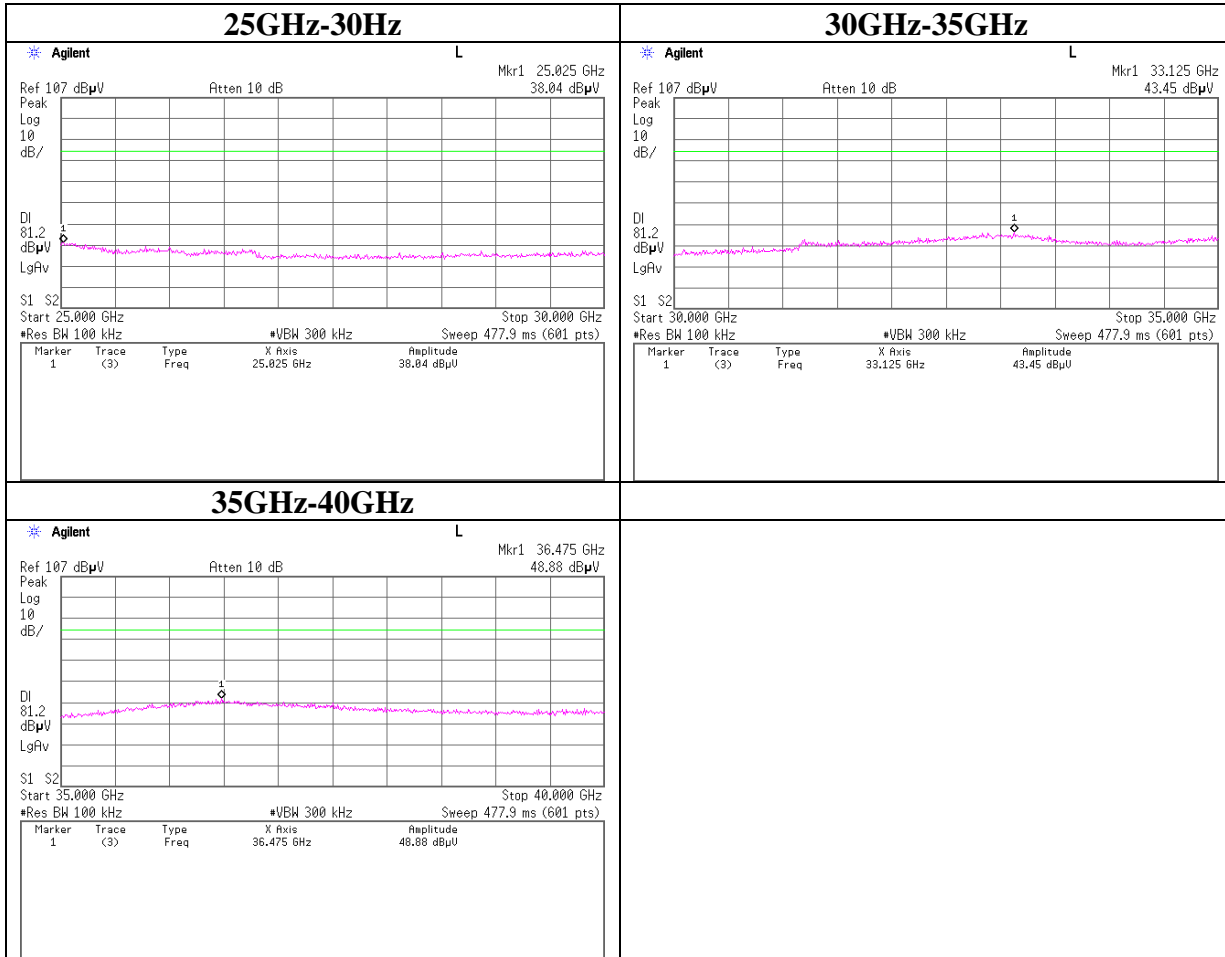 25GHz-30Hz
Agilent
L
Mkr1 25.025 GHz
Ref 107 dBµV
Atten 10 dB
38.04 dBµV
Peak
Log
10
dB/
DI
81.2
dBµV
LgAv
S1 S2
1
Start 25.000 GHz
Stop 30.000 GHz
#Res BW 100 kHz
#VBW 300 kHz
Sweep 477.9 ms (601 pts)
Marker Trace Type X Axis Amplitude
1 (3) Freq 25.025 GHz 38.04 dBµV
30GHz-35GHz
Agilent
L
Mkr1 33.125 GHz
Ref 107 dBµV
Atten 10 dB
43.45 dBµV
Peak
Log
10
dB/
DI
81.2
dBµV
LgAv
S1 S2
1
Start 30.000 GHz
Stop 35.000 GHz
#Res BW 100 kHz
#VBW 300 kHz
Sweep 477.9 ms (601 pts)
Marker Trace Type X Axis Amplitude
1 (3) Freq 33.125 GHz 43.45 dBµV
35GHz-40GHz
Agilent
L
Mkr1 36.475 GHz
Ref 107 dBµV
Atten 10 dB
48.88 dBµV
Peak
Log
10
dB/
DI
81.2
dBµV
LgAv
S1 S2
1
Start 35.000 GHz
Stop 40.000 GHz
#Res BW 100 kHz
#VBW 300 kHz
Sweep 477.9 ms (601 pts)
Marker Trace Type X Axis Amplitude
1 (3) Freq 36.475 GHz 48.88 dBµV